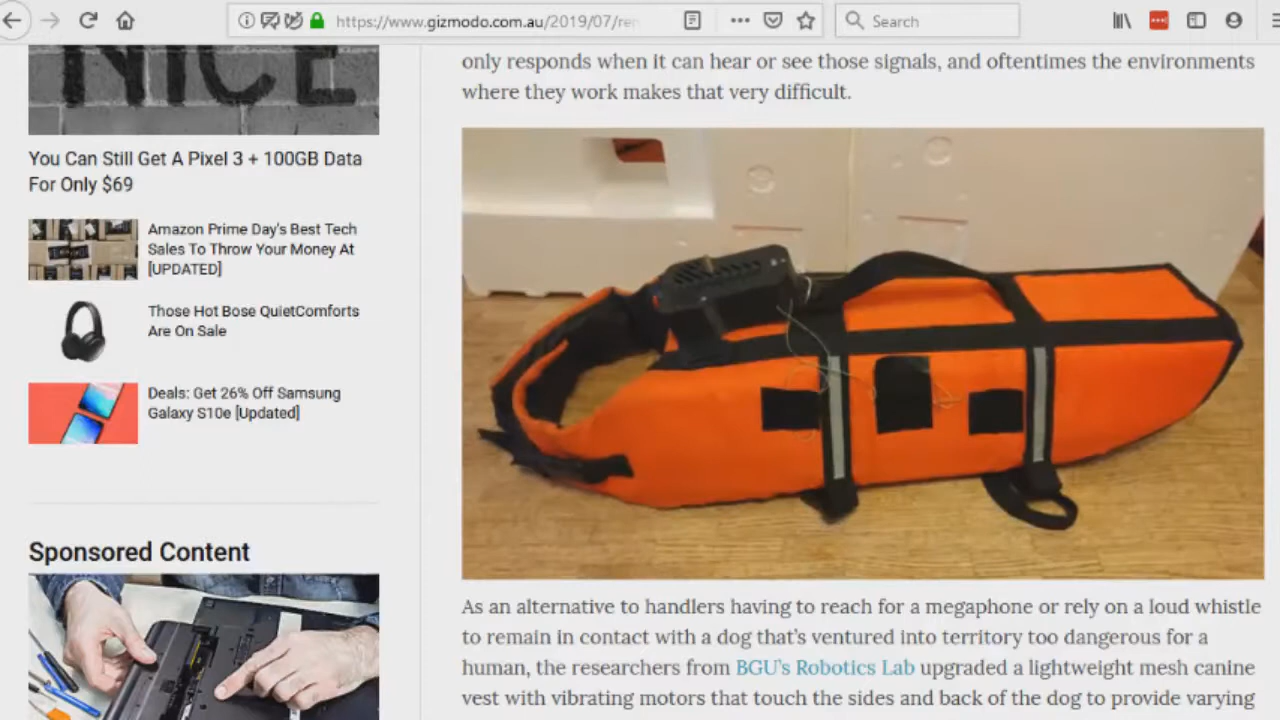 https://www.gizmodo.com.au/2019/07/rem
Search
NICE
You Can Still Get A Pixel 3 + 100GB Data
For Only $69
Amazon Prime Day's Best Tech
Sales To Throw Your Money At
[UPDATED]
Those Hot Bose QuietComforts
Are On Sale
Deals: Get 26% Off Samsung
Galaxy S10e [Updated]
Sponsored Content
only responds when it can hear or see those signals, and oftentimes the environments
where they work makes that very difficult.
As an alternative to handlers having to reach for a megaphone or rely on a loud whistle
to remain in contact with a dog that's ventured into territory too dangerous for a
human, the researchers from BGU's Robotics Lab upgraded a lightweight mesh canine
vest with vibrating motors that touch the sides and back of the dog to provide varying